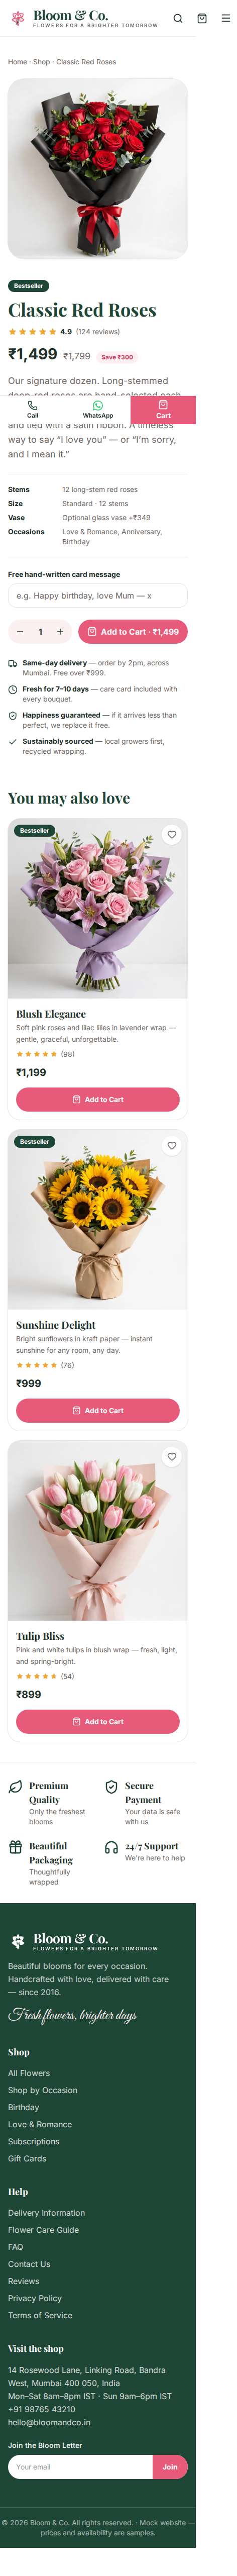 Bloom & Co.
FLOWERS FOR A BRIGHTER TOMORROW
Home · Shop · Classic Red Roses
Bestseller
Classic Red Roses
4.9 (124 reviews)
₹1,499 ₹1,799 Save ₹300
Our signature dozen. Long-stemmed
Call
WhatsApp
Cart
and tied with a satin ribbon. A timeless
way to say “I love you” — or “I’m sorry,
and I mean it.”
Stems 12 long-stem red roses
Size Standard · 12 stems
Vase Optional glass vase +₹349
Occasions Love & Romance, Anniversary,
Birthday
Free hand-written card message
e.g. Happy birthday, love Mum — x
− 1 + Add to Cart · ₹1,499
Same-day delivery — order by 2pm, across
Mumbai. Free over ₹999.
Fresh for 7–10 days — care card included with
every bouquet.
Happiness guaranteed — if it arrives less than
perfect, we replace it free.
Sustainably sourced — local growers first,
recycled wrapping.
You may also love
Bestseller
Blush Elegance
Soft pink roses and lilac lilies in lavender wrap —
gentle, graceful, unforgettable.
(98)
₹1,199
Add to Cart
Bestseller
Sunshine Delight
Bright sunflowers in kraft paper — instant
sunshine for any room, any day.
(76)
₹999
Add to Cart
Tulip Bliss
Pink and white tulips in blush wrap — fresh, light,
and spring-bright.
(54)
₹899
Add to Cart
Premium
Quality
Only the freshest
blooms
Secure
Payment
Your data is safe
with us
Beautiful
Packaging
Thoughtfully
wrapped
24/7 Support
We're here to help
Bloom & Co.
FLOWERS FOR A BRIGHTER TOMORROW
Beautiful blooms for every occasion.
Handcrafted with love, delivered with care
— since 2016.
Fresh flowers, brighter days
Shop
All Flowers
Shop by Occasion
Birthday
Love & Romance
Subscriptions
Gift Cards
Help
Delivery Information
Flower Care Guide
FAQ
Contact Us
Reviews
Privacy Policy
Terms of Service
Visit the shop
14 Rosewood Lane, Linking Road, Bandra
West, Mumbai 400 050, India
Mon–Sat 8am–8pm IST · Sun 9am–6pm IST
+91 98765 43210
hello@bloomandco.in
Join the Bloom Letter
Your email Join
© 2026 Bloom & Co. All rights reserved. · Mock website —
prices and availability are samples.